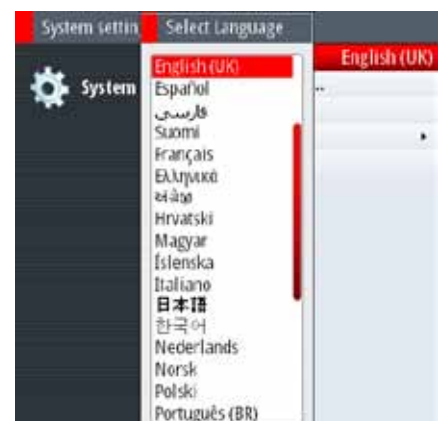 System settin
Select Language
English (UK)
English (UK)
System
Español
فارسی
Suomi
Français
Ελληνικά
Hrvatski
Magyar
Íslenska
Italiano
日本語
한국어
Nederlands
Norsk
Polski
Português (BR)